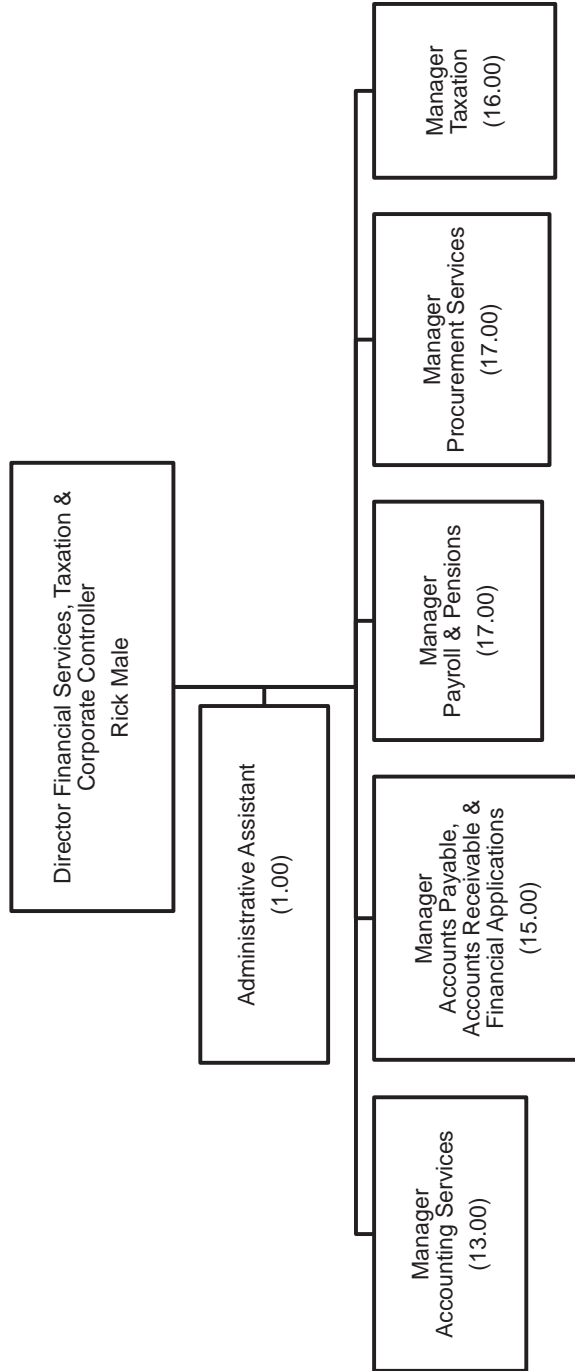 Director Financial Services, Taxation &
Corporate Controller
Rick Male
Administrative Assistant
(1.00)
Manager
Accounting Services
(13.00)
Manager
Accounts Payable,
Accounts Receivable &
Financial Applications
(15.00)
Manager
Payroll & Pensions
(17.00)
Manager
Procurement Services
(17.00)
Manager
Taxation
(16.00)